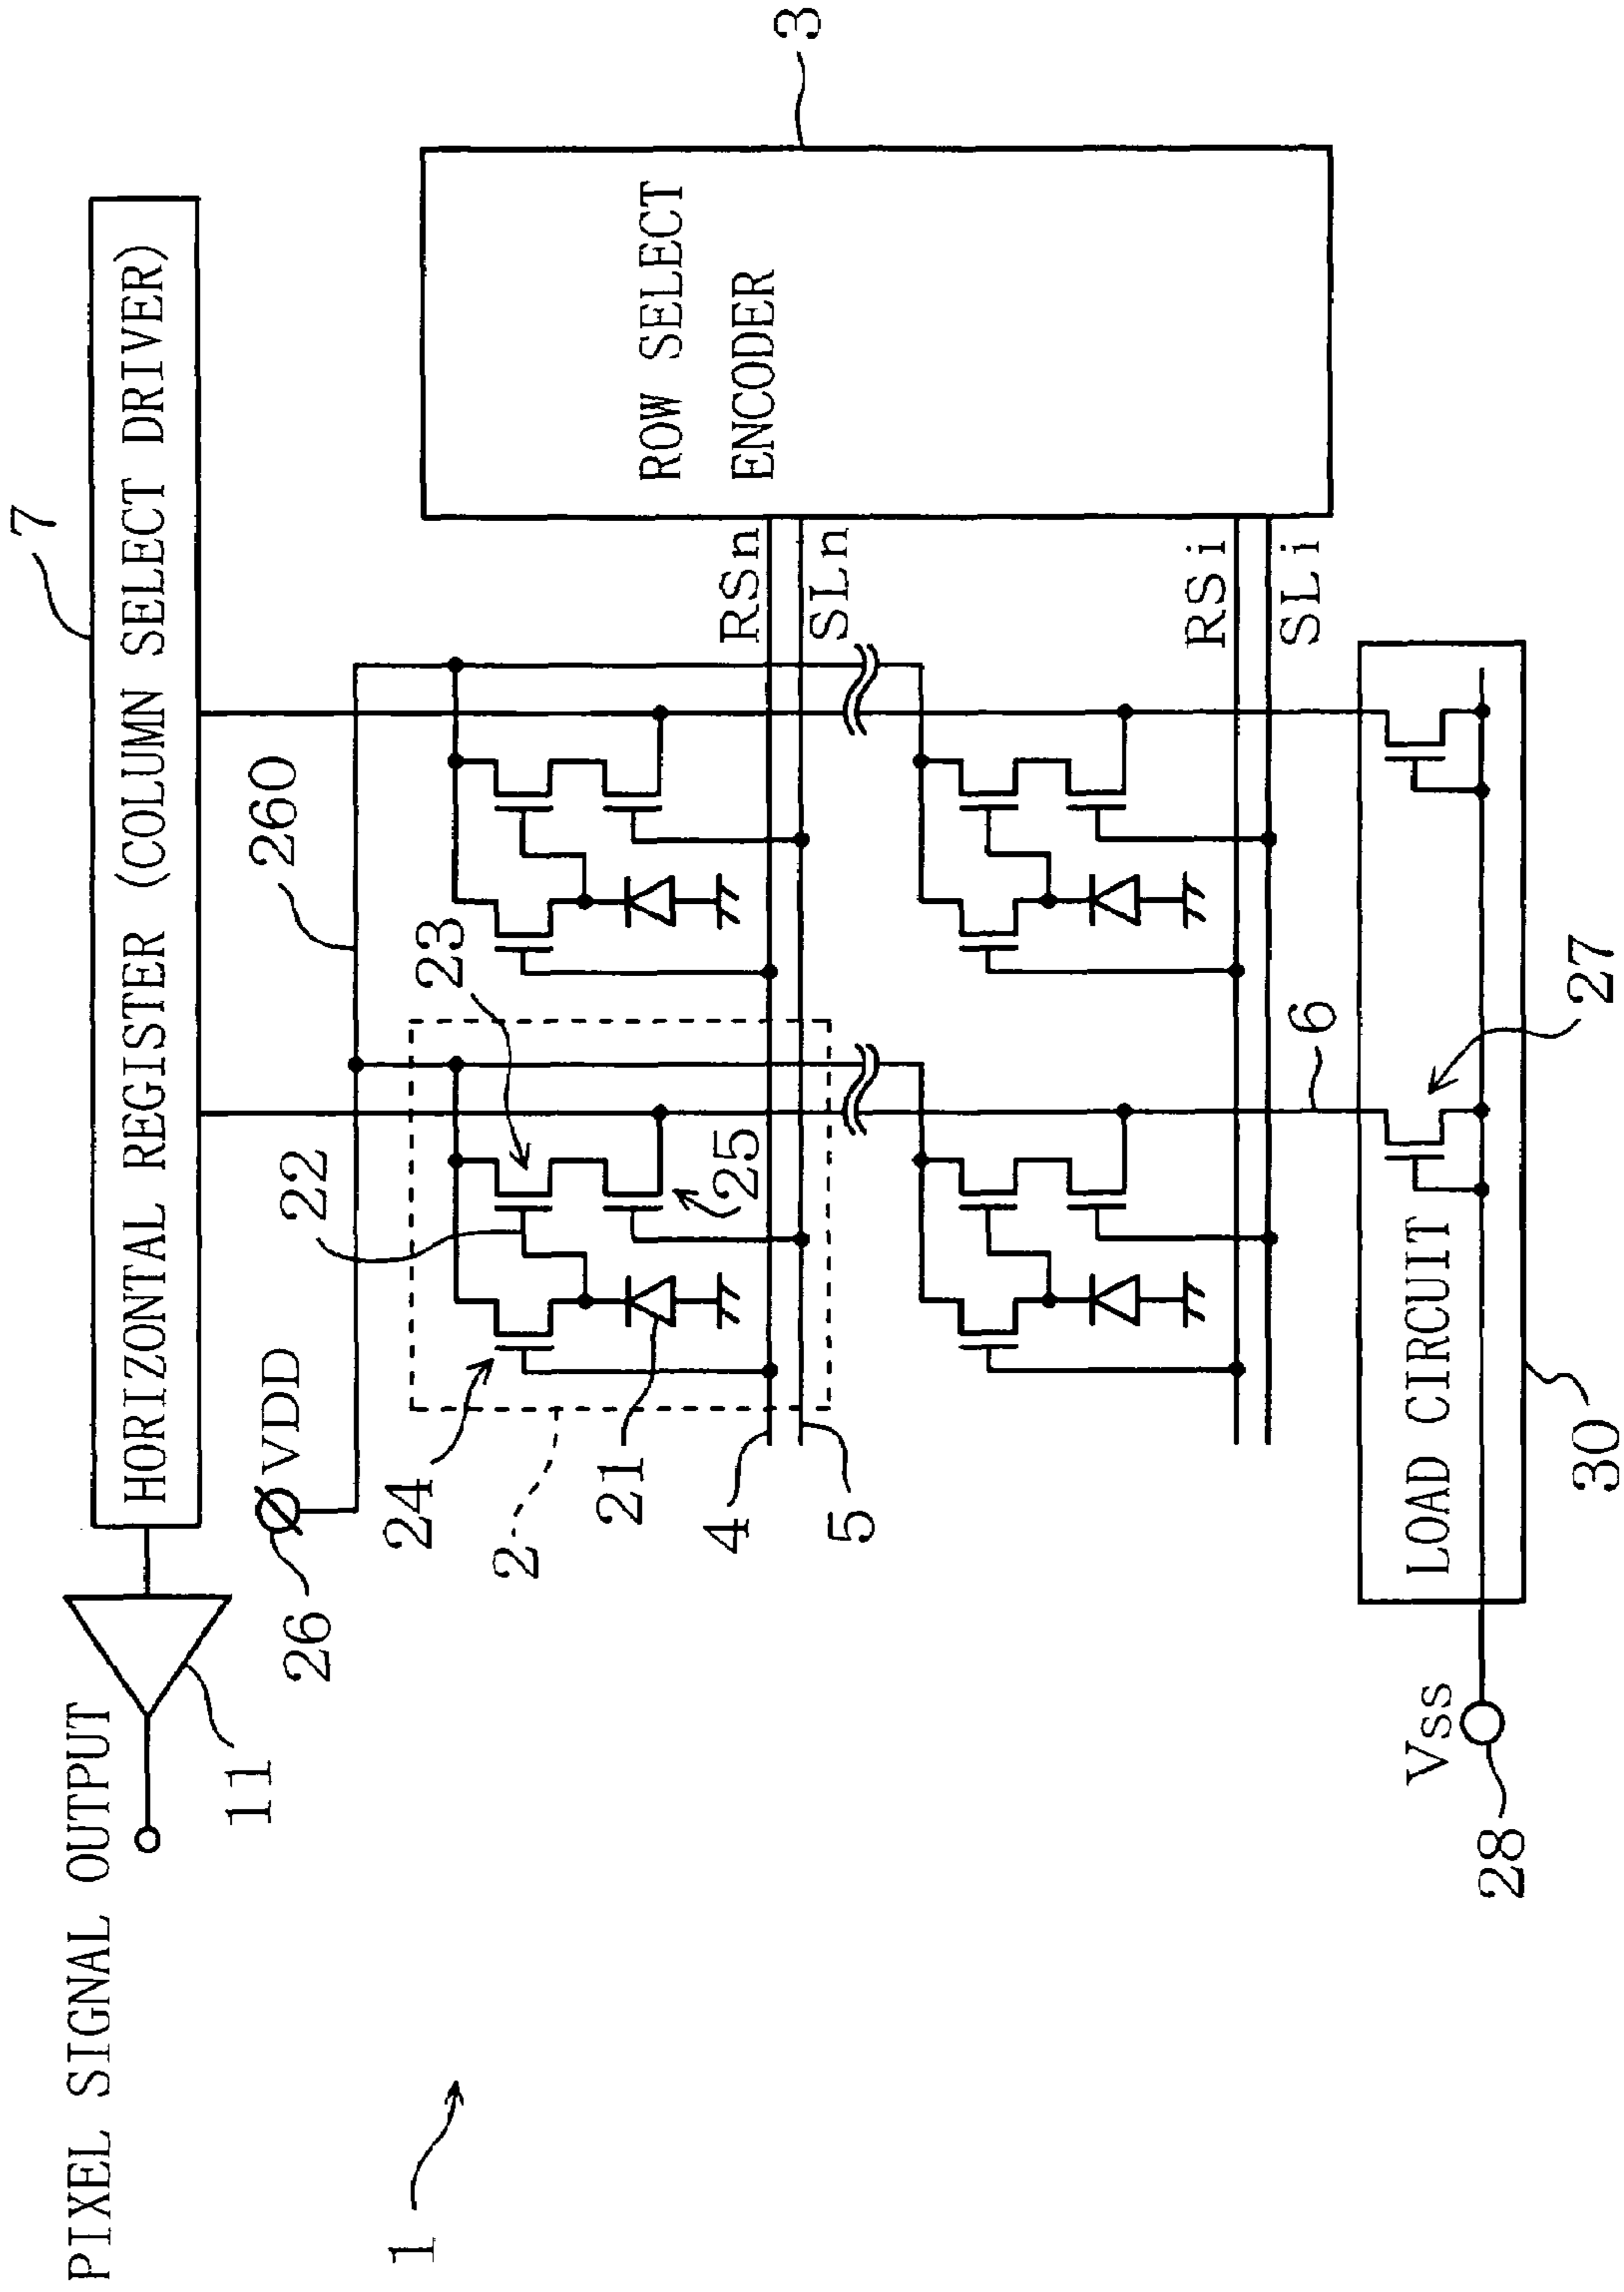 PIXEL SIGNAL OUTPUT
11
7
HORIZONTAL REGISTER (COLUMN SELECT DRIVER)
26
VDD
260
1
24
22
23
2
21
25
4
5
RSn
SLn
ROW SELECT
ENCODER
3
RSi
SLi
6
LOAD CIRCUIT
27
30
Vss
28